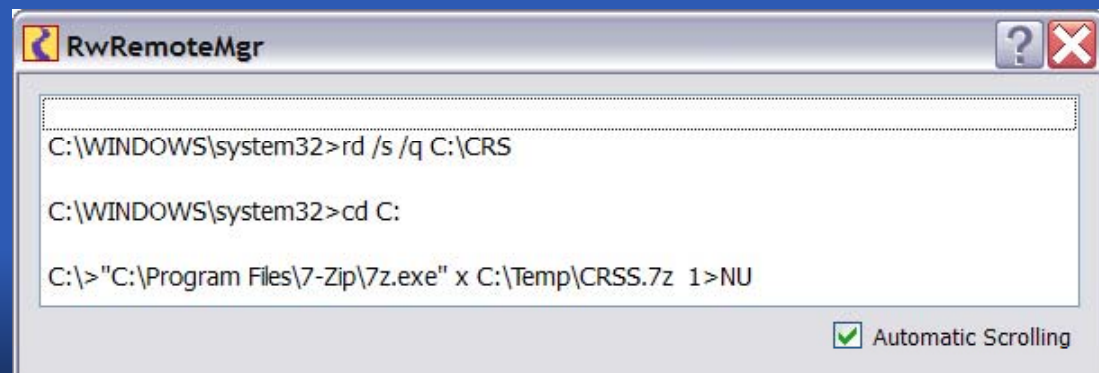 RwRemoteMgr
C:\WINDOWS\system32>rd /s /q C:\CRS
C:\WINDOWS\system32>cd C:
C:\>"C:\Program Files\7-Zip\7z.exe" x C:\Temp\CRSS.7z  1>NU
Automatic Scrolling